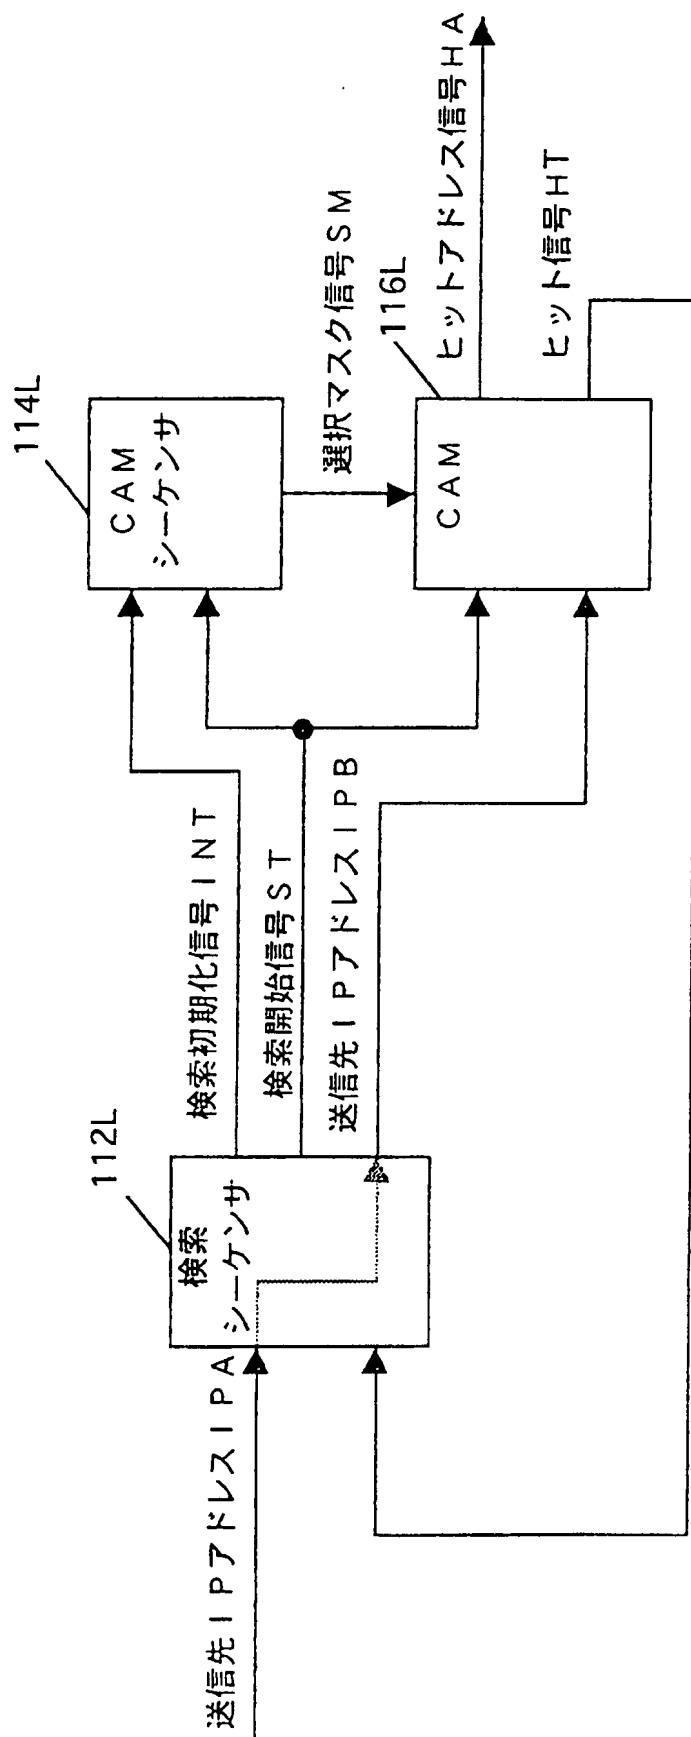 送信先ＩＰアドレスＩＰＡ
112L
検索
シーケンサ
検索初期化信号ＩＮＴ
検索開始信号ＳＴ
送信先ＩＰアドレスＩＰＢ
114L
ＣＡＭ
シーケンサ
選択マスク信号ＳＭ
116L
ＣＡＭ
ヒットアドレス信号ＨＡ
ヒット信号HT